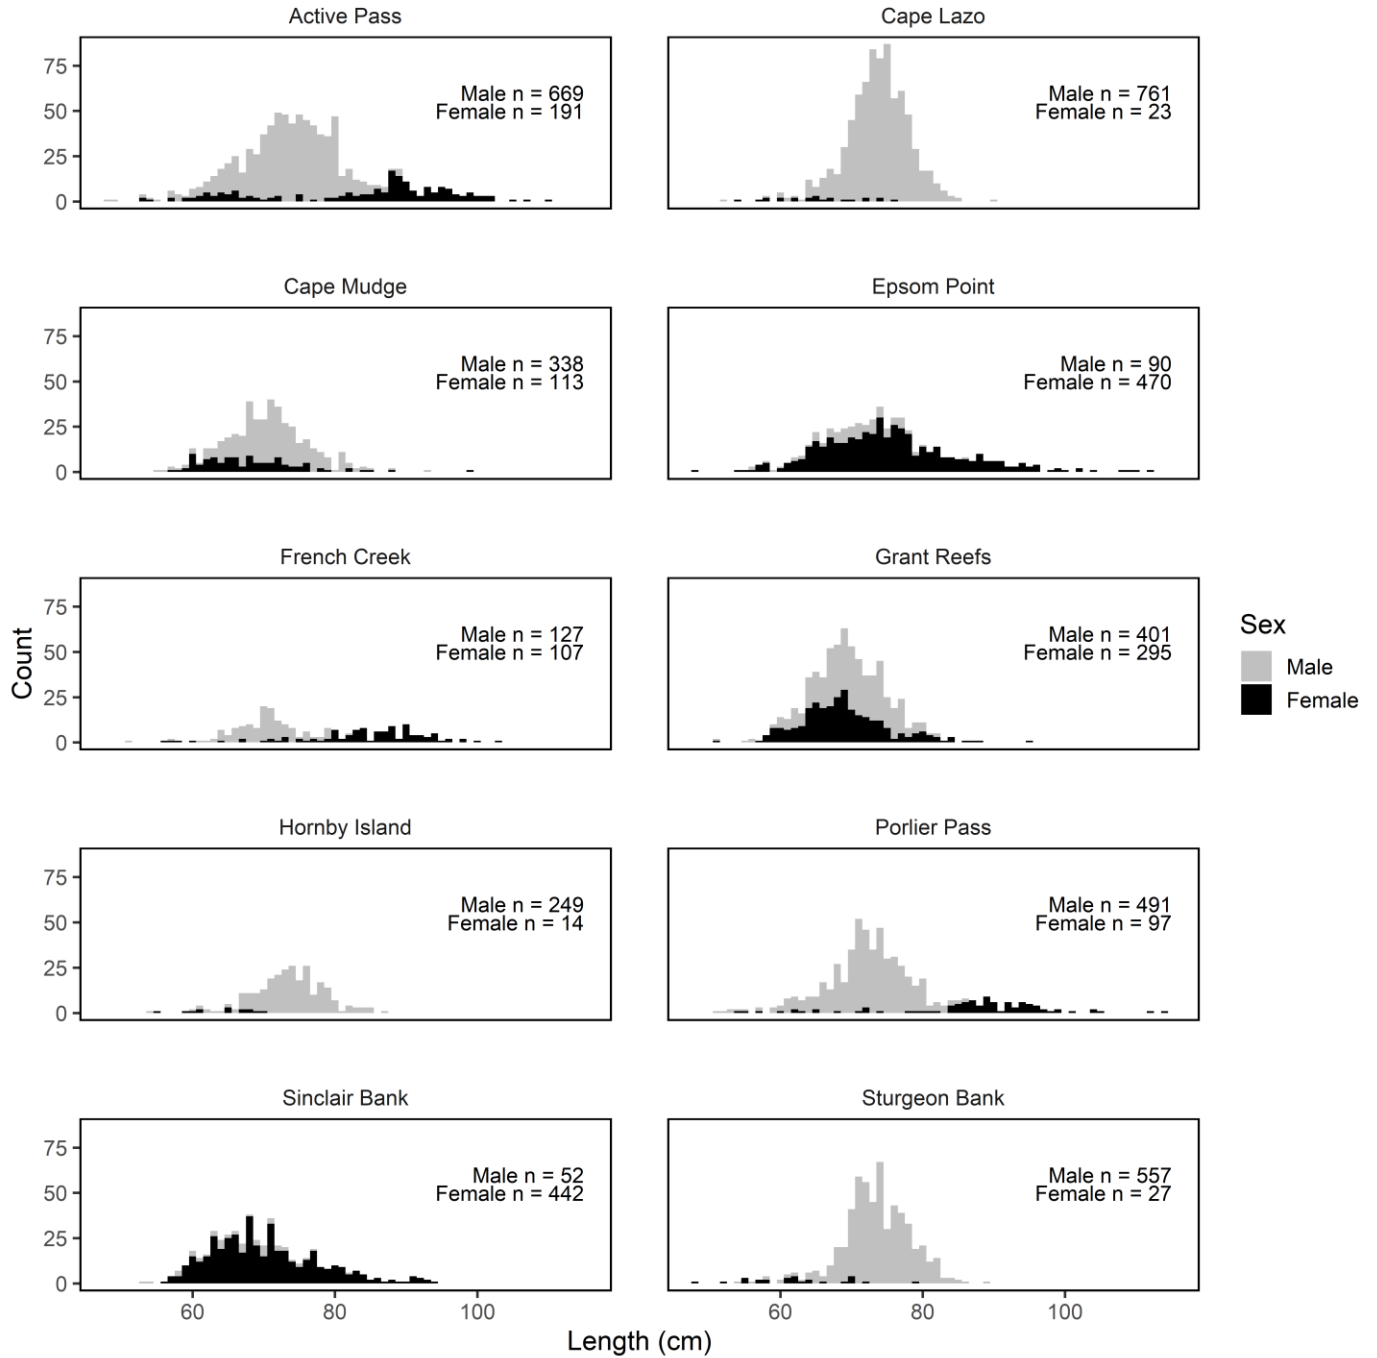 Active Pass
Cape Lazo
75
50
25
0
Male n = 669
Female n = 191
Male n = 761
Female n = 23
Cape Mudge
Epsom Point
75
50
25
0
Male n = 338
Female n = 113
Male n = 90
Female n = 470
French Creek
Grant Reefs
Count
75
50
25
0
Male n = 127
Female n = 107
Male n = 401
Female n = 295
Sex
Male
Female
Hornby Island
Porlier Pass
75
50
25
0
Male n = 249
Female n = 14
Male n = 491
Female n = 97
Sinclair Bank
Sturgeon Bank
75
50
25
0
Male n = 52
Female n = 442
Male n = 557
Female n = 27
60 80 100
60 80 100
Length (cm)